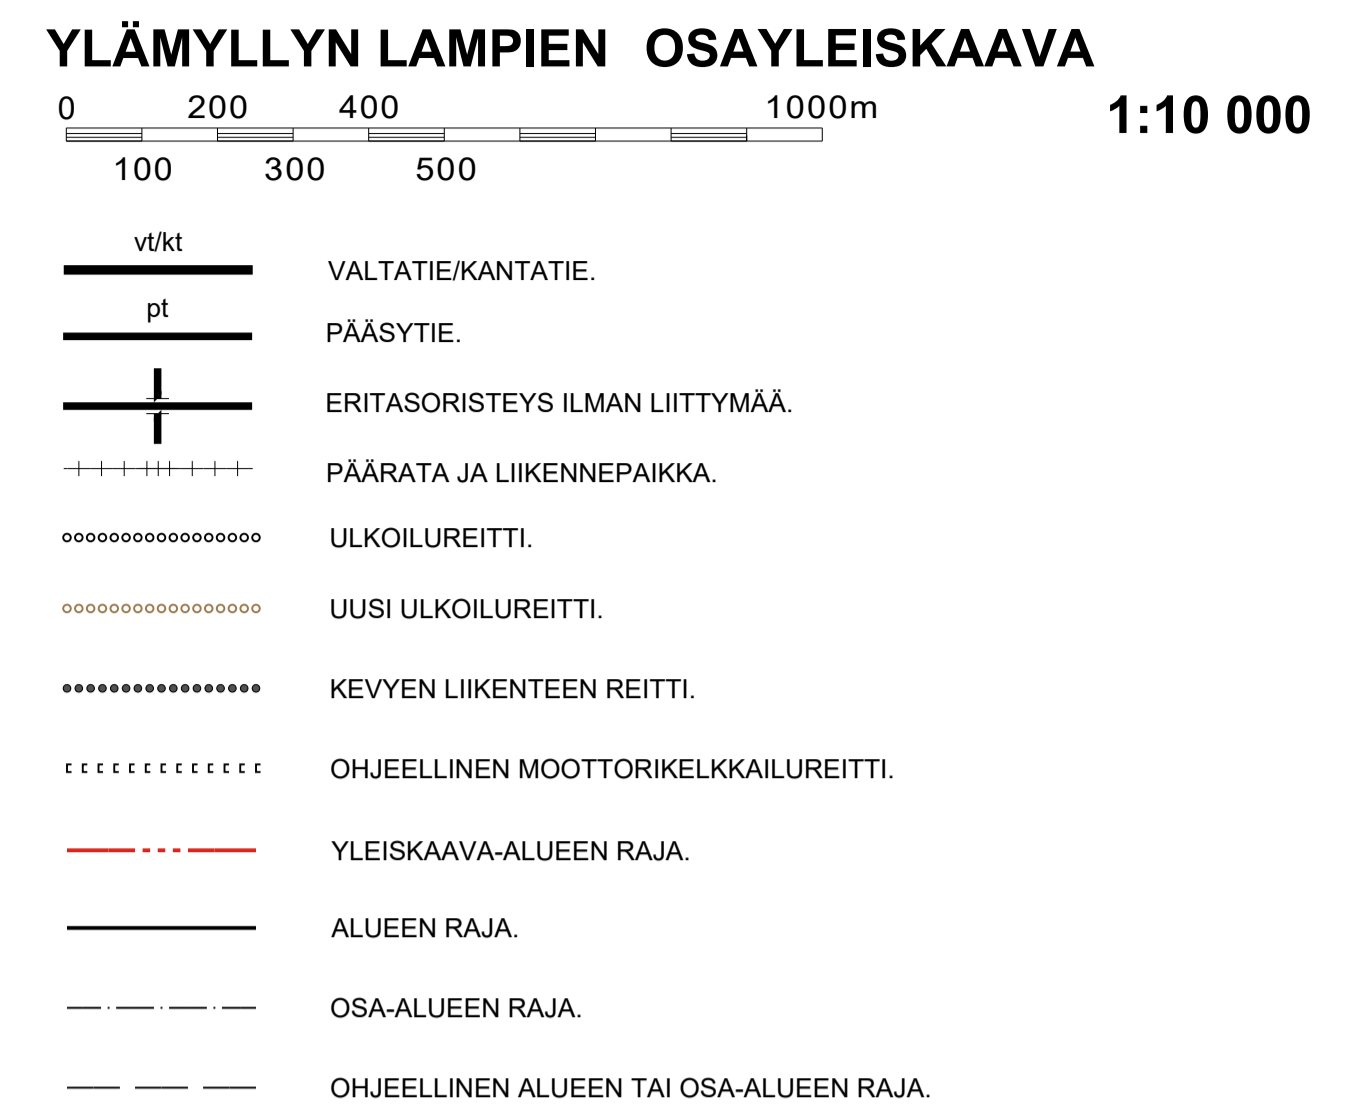 YLÄMYLLYN LAMPIEN OSAYLEISKAAVA
0 200 400 1000m
1:10 000
100 300 500
vt/kt
VALTATIE/KANTATIE.
pt
PÄÄSYTIE.
ERITASORISTEYS ILMAN LIITTYMÄÄ.
PÄÄRATA JA LIIKENNEPAIKKA.
ULKOILUREITTI.
UUSI ULKOILUREITTI.
KEVYEN LIIKENTEEN REITTI.
OHJEELLINEN MOOTTORIKELKKAILUREITTI.
YLEISKAAVA-ALUEEN RAJA.
ALUEEN RAJA.
OSA-ALUEEN RAJA.
OHJEELLINEN ALUEEN TAI OSA-ALUEEN RAJA.